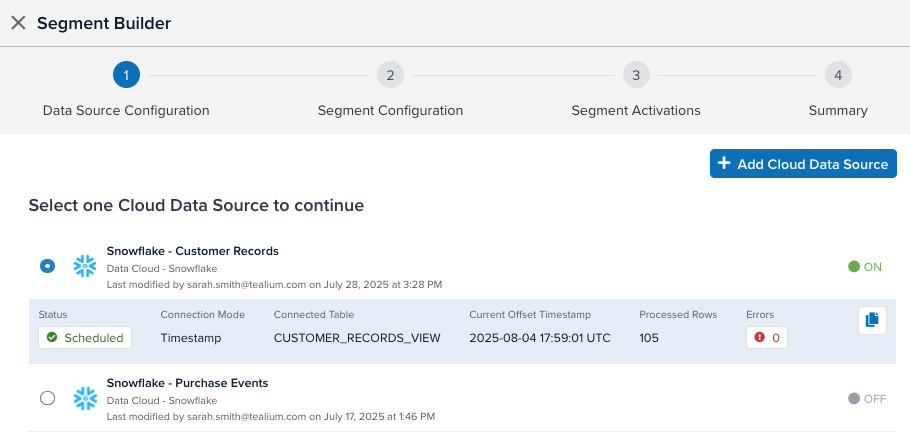 Segment Builder
1
2
3
4
Data Source Configuration
Segment Configuration
Segment Activations
Summary
Add Cloud Data Source
Select one Cloud Data Source to continue
Snowflake - Customer Records
Data Cloud - Snowflake
ON
Last modified by sarah.smith@tealium.com on July 28, 2025 at 3:28 PM
Status Connection Mode Connected Table Current Offset Timestamp Processed Rows Errors
Scheduled Timestamp CUSTOMER_RECORDS_VIEW 2025-08-04 17:59:01 UTC 105 0
Snowflake - Purchase Events
Data Cloud - Snowflake
OFF
Last modified by sarah.smith@tealium.com on July 17, 2025 at 1:46 PM